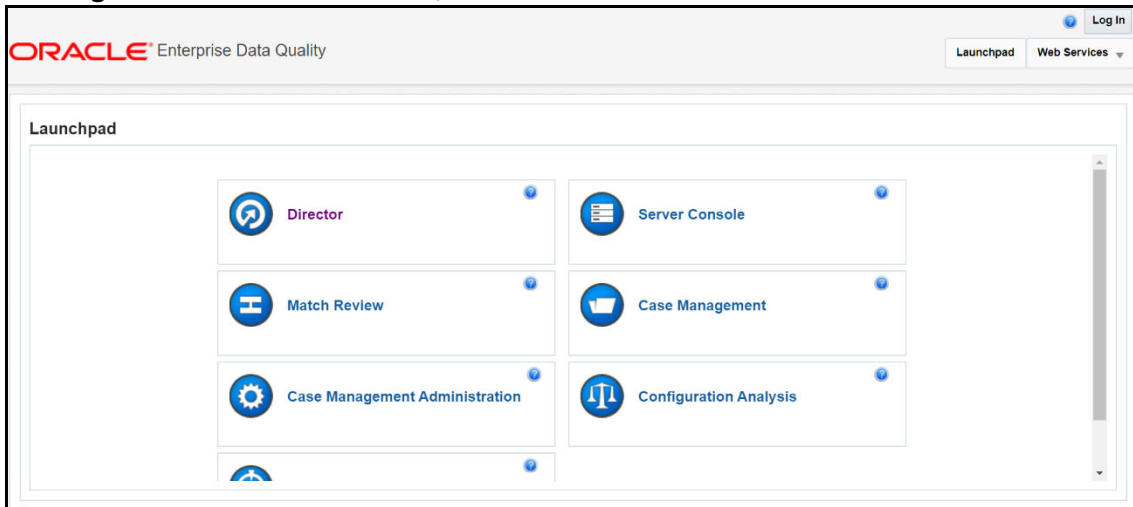 Log In
ORACLE® Enterprise Data Quality
Launchpad Web Services
Launchpad
Director
Server Console
Match Review
Case Management
Case Management Administration
Configuration Analysis